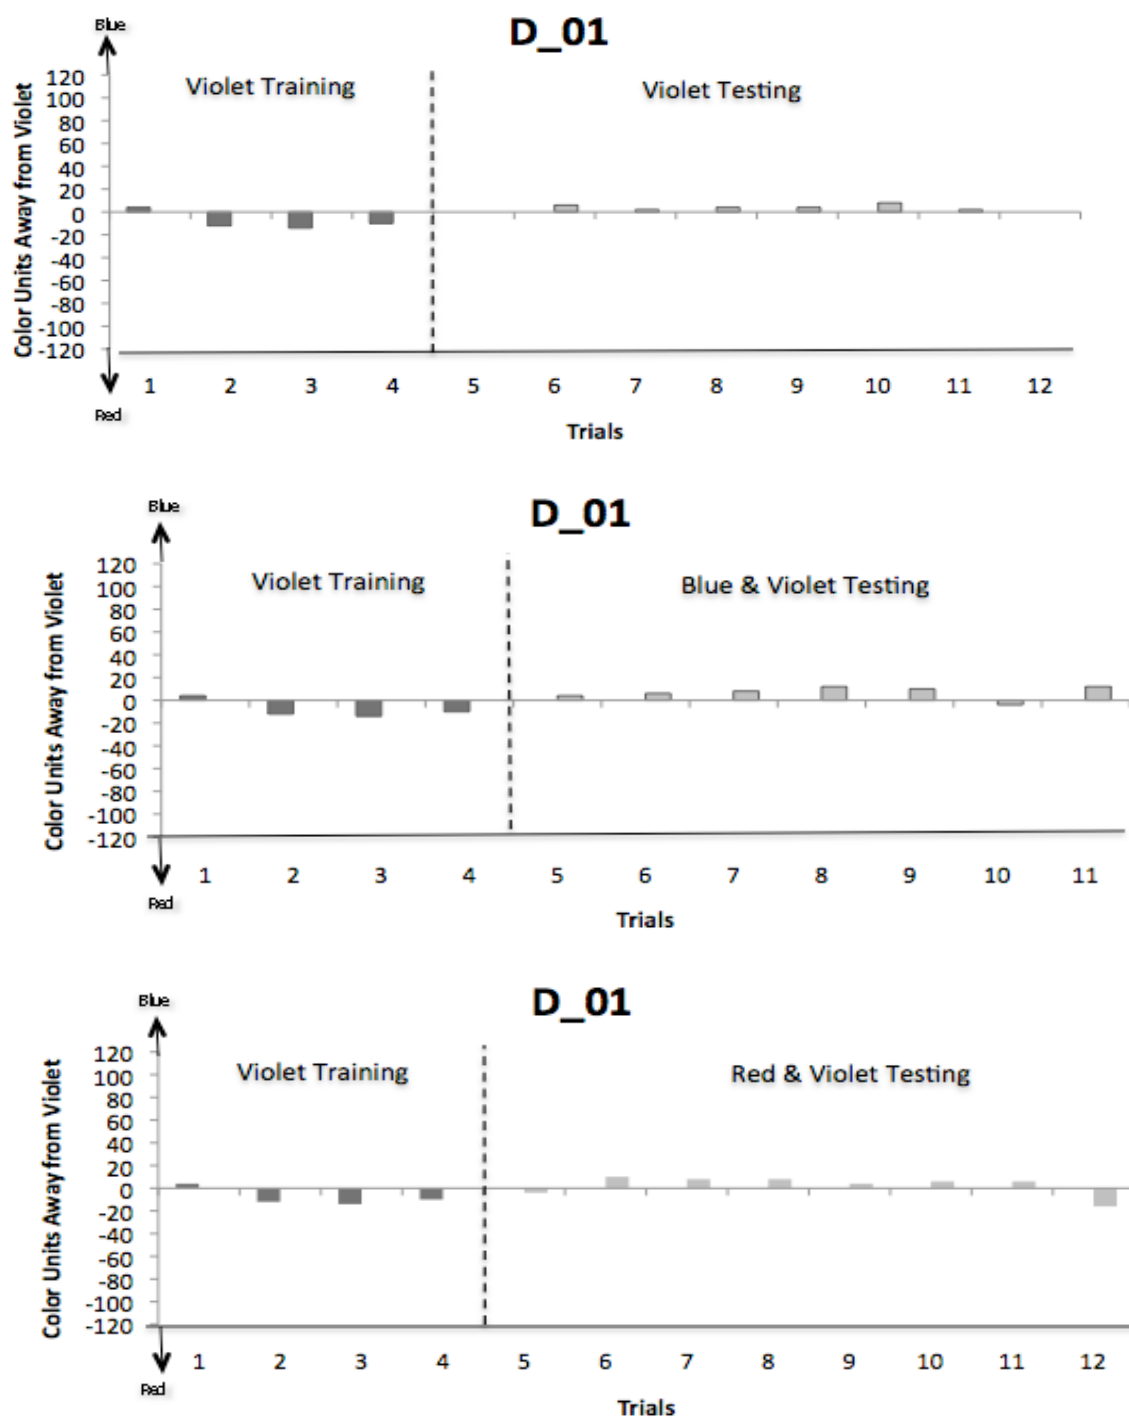 Blue
D_01
Violet Training
Violet Testing
Color Units Away from Violet
120
100
80
60
40
20
0
-20
-40
-60
-80
-100
-120
Red
1 2 3 4 5 6 7 8 9 10 11 12
Trials
Blue
D_01
Violet Training
Blue & Violet Testing
Color Units Away from Violet
120
100
80
60
40
20
0
-20
-40
-60
-80
-100
-120
Red
1 2 3 4 5 6 7 8 9 10 11
Trials
Blue
D_01
Violet Training
Red & Violet Testing
Color Units Away from Violet
120
100
80
60
40
20
0
-20
-40
-60
-80
-100
-120
Red
1 2 3 4 5 6 7 8 9 10 11 12
Trials